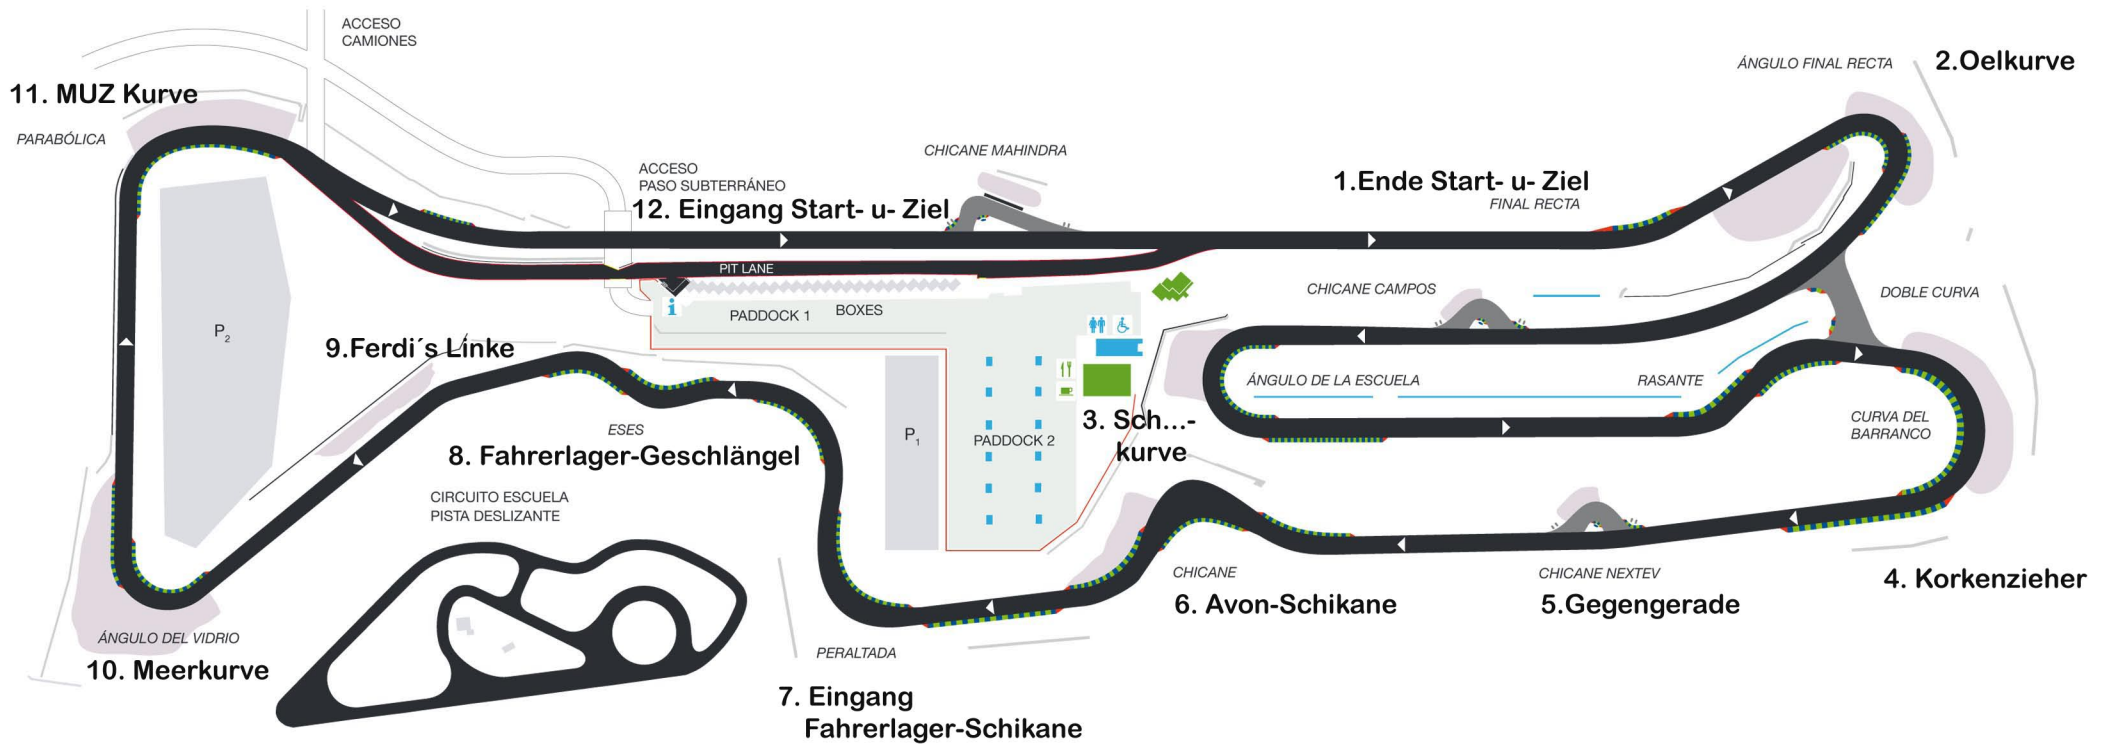 ACCESO
CAMIONES
2.Oelkurve
ÁNGULO FINAL RECTA
11. MUZ Kurve
PARABÓLICA
CHICANE MAHINDRA
ACCESO
PASO SUBTERRÁNEO
12. Eingang Start- u- Ziel
1.Ende Start- u- Ziel
FINAL RECTA
PIT LANE
CHICANE CAMPOS
DOBLE CURVA
i
PADDOCK 1
BOXES
P2
9.Ferdi´s Linke
ÁNGULO DE LA ESCUELA
RASANTE
3. Sch...-
kurve
CURVA DEL
BARRANCO
ESES
P1
PADDOCK 2
8. Fahrerlager-Geschlängel
CIRCUITO ESCUELA
PISTA DESLIZANTE
CHICANE
6. Avon-Schikane
CHICANE NEXTEV
5.Gegengerade
4. Korkenzieher
ÁNGULO DEL VIDRIO
10. Meerkurve
PERALTADA
7. Eingang
Fahrerlager-Schikane